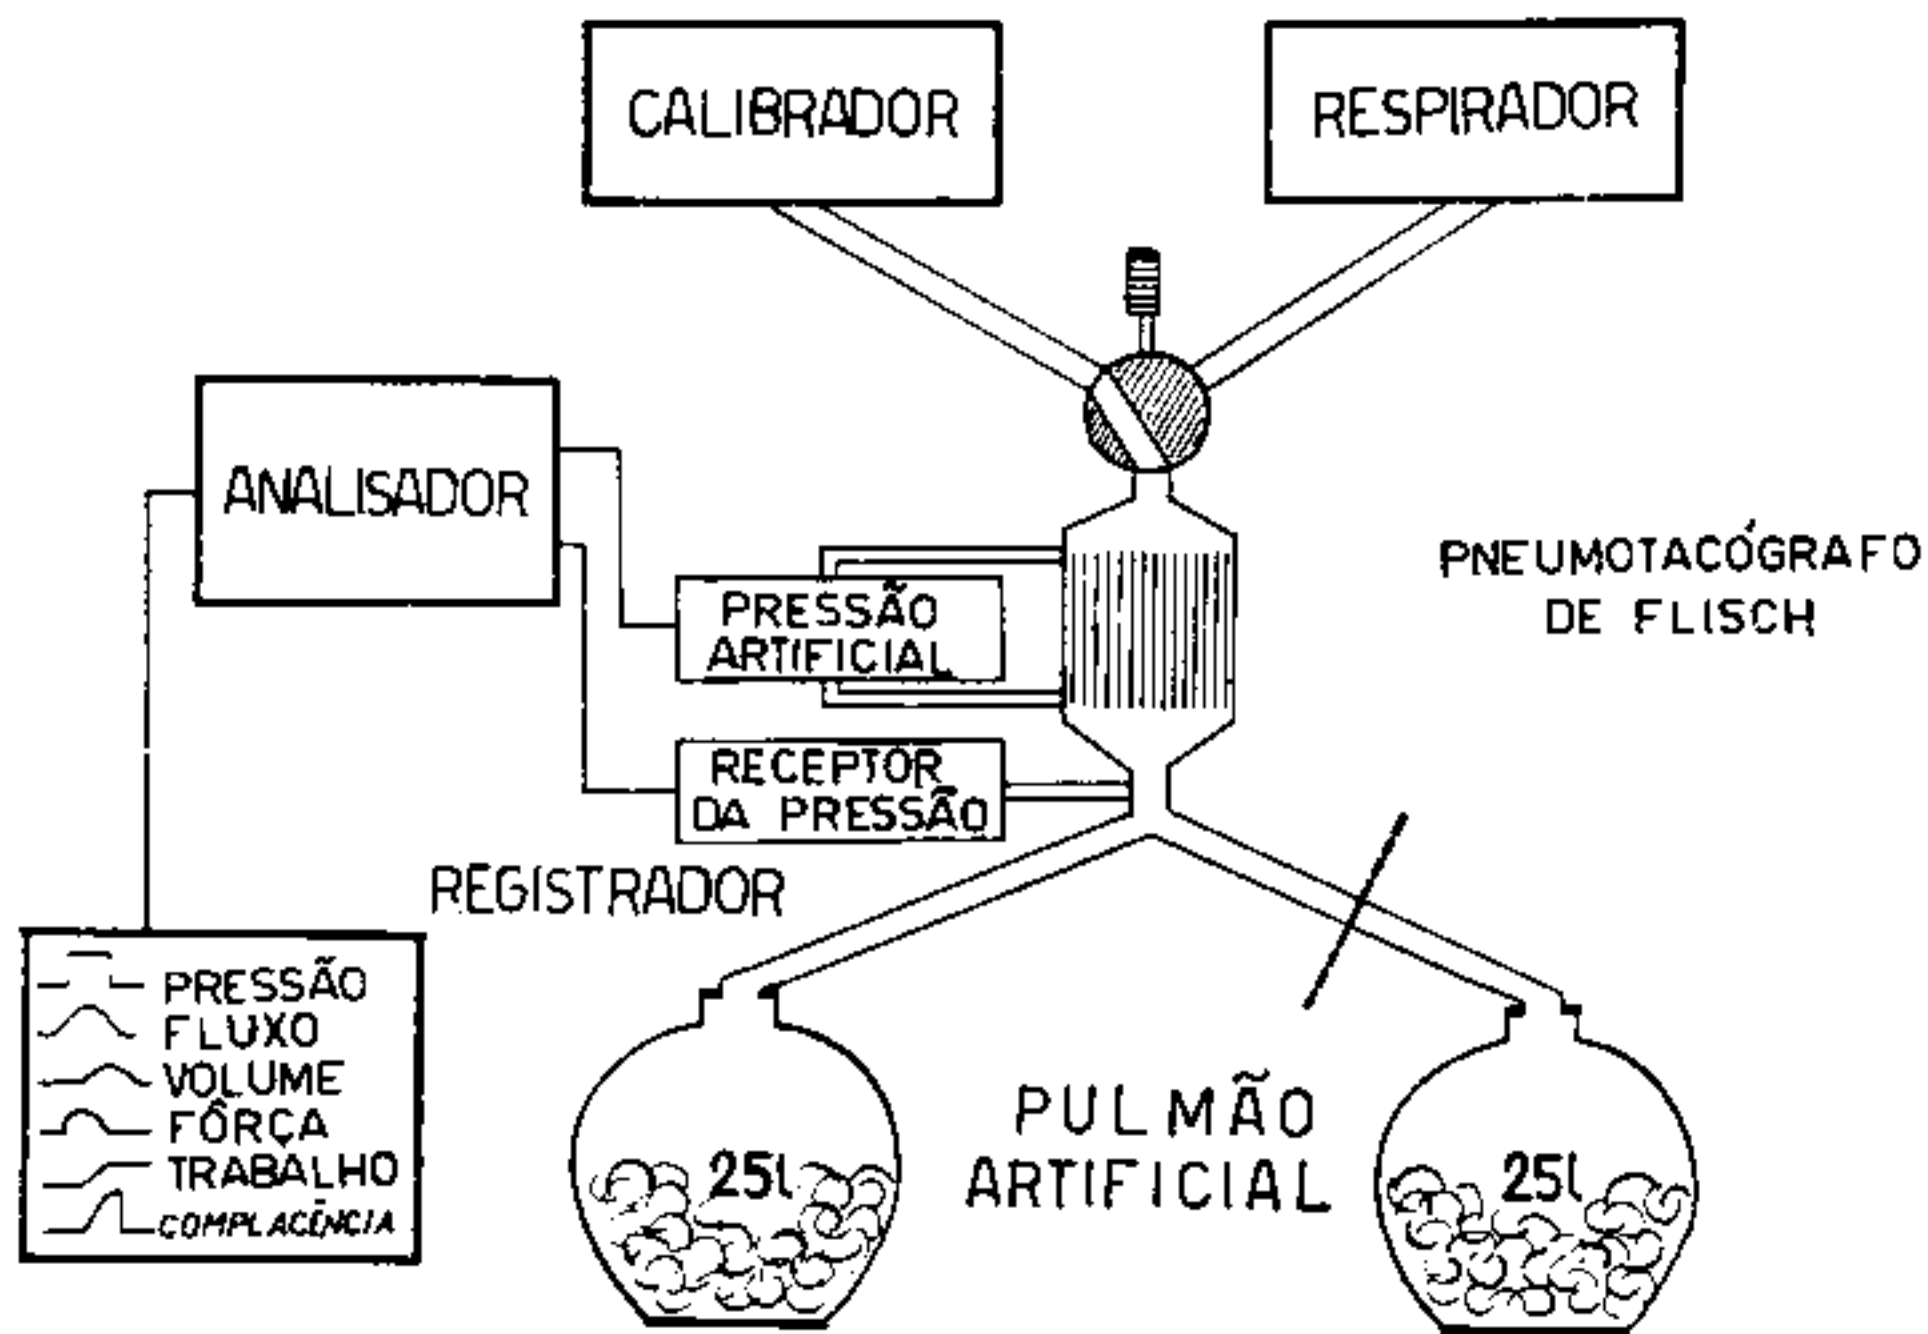 CALIBRADOR
RESPIRADOR
ANALISADOR
PRESSÃO
ARTIFICIAL
PNEUMOTACÓGRAFO
DE FLISCH
RECEPTOR
DA PRESSÃO
REGISTRADOR
PRESSÃO
FLUXO
VOLUME
FÔRÇA
TRABALHO
COMPLACÊNCIA
PULMÃO
ARTIFICIAL
25l
25l